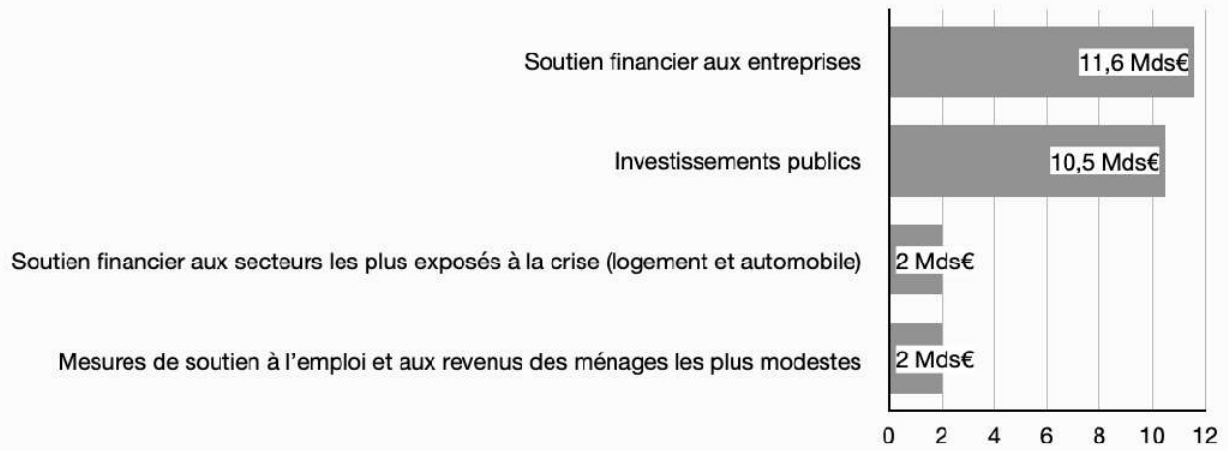 Soutien financier aux entreprises
11,6 Mds€
Investissements publics
10,5 Mds€
Soutien financier aux secteurs les plus exposés à la crise (logement et automobile)
2 Mds€
Mesures de soutien à l'emploi et aux revenus des ménages les plus modestes
2 Mds€
0 2 4 6 8 10 12